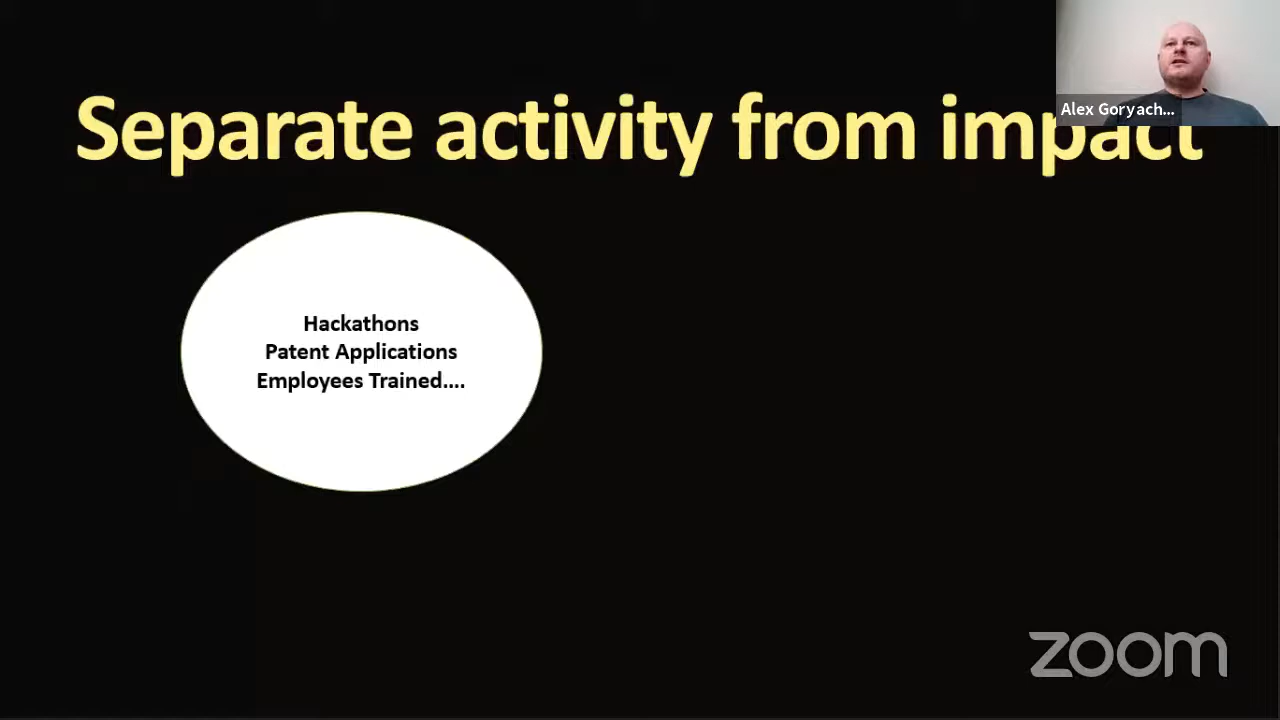 Separate activity from impact
Alex Goryach...
Hackathons
Patent Applications
Employees Trained....
zoom